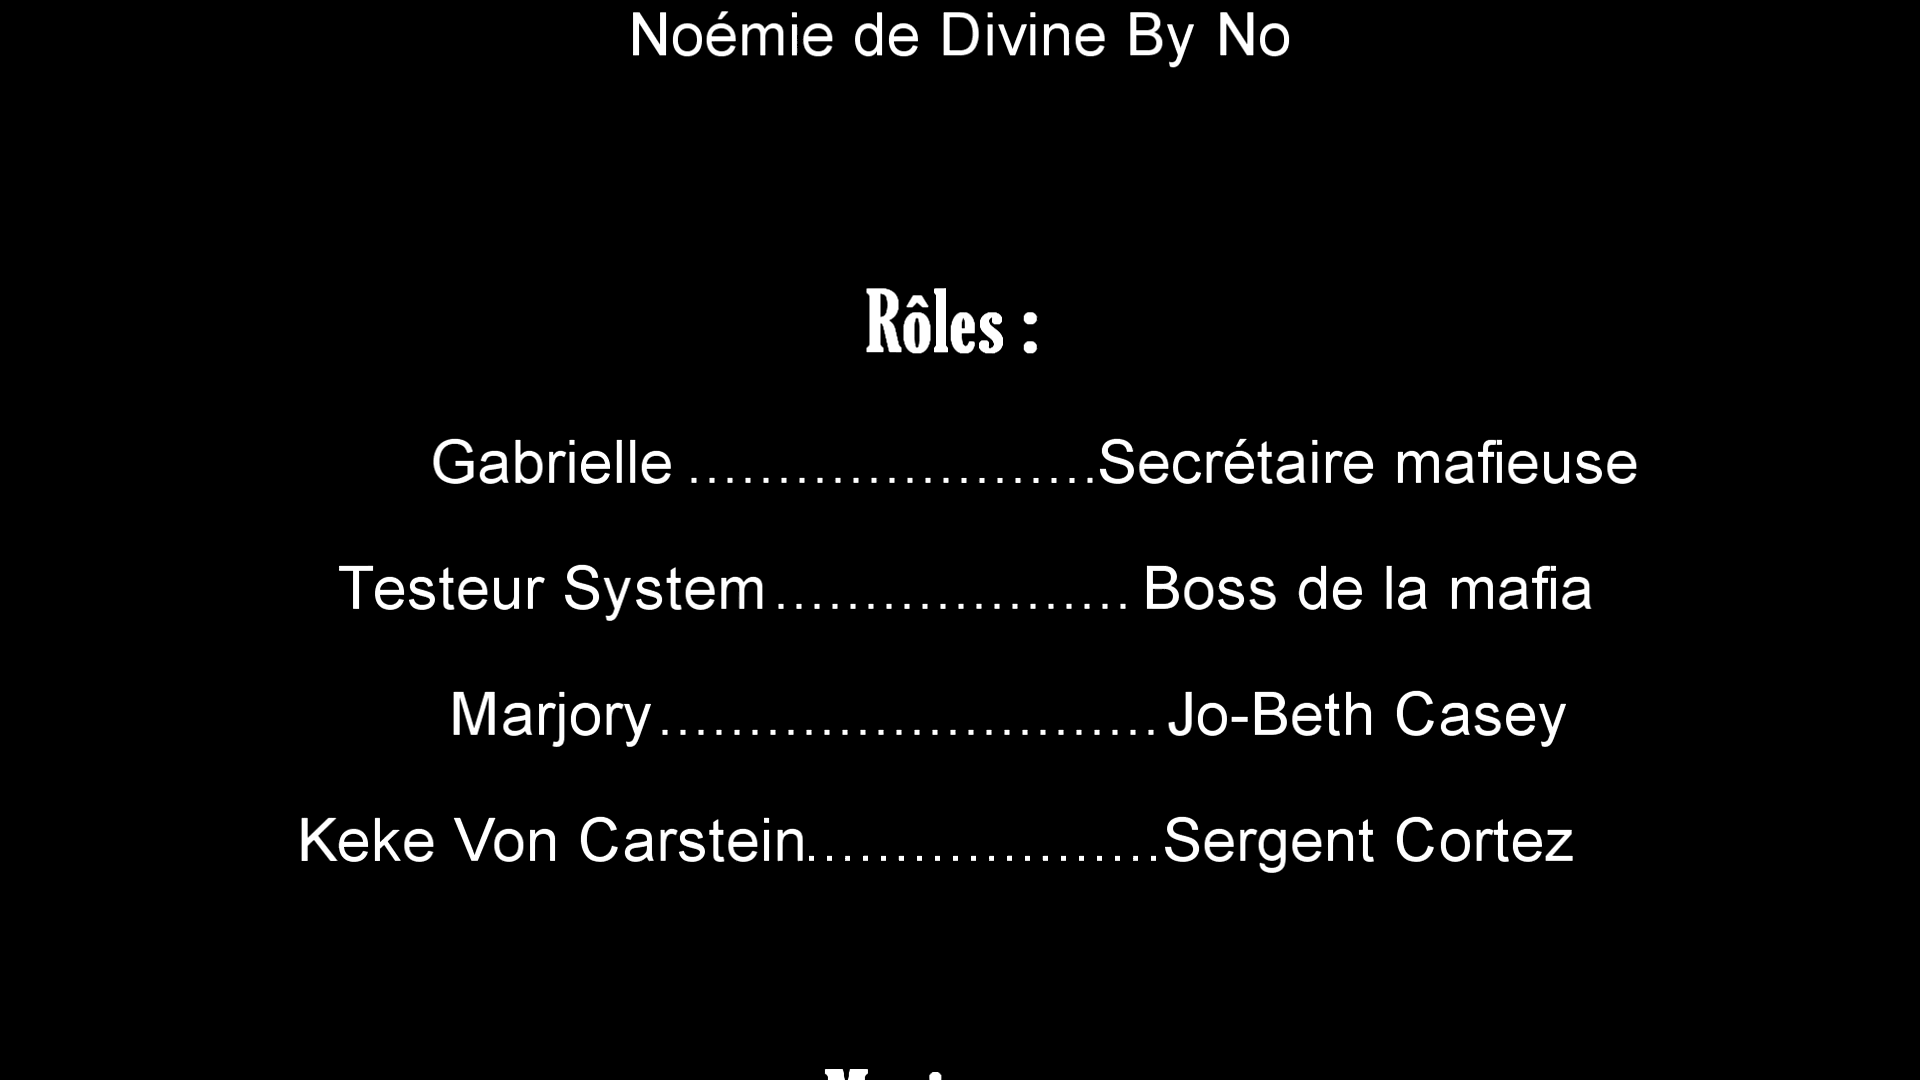 Noémie de Divine By No
Rôles :
Gabrielle .......................Secrétaire mafieuse
Testeur System.................... Boss de la mafia
Marjory............................ Jo-Beth Casey
Keke Von Carstein....................Sergent Cortez